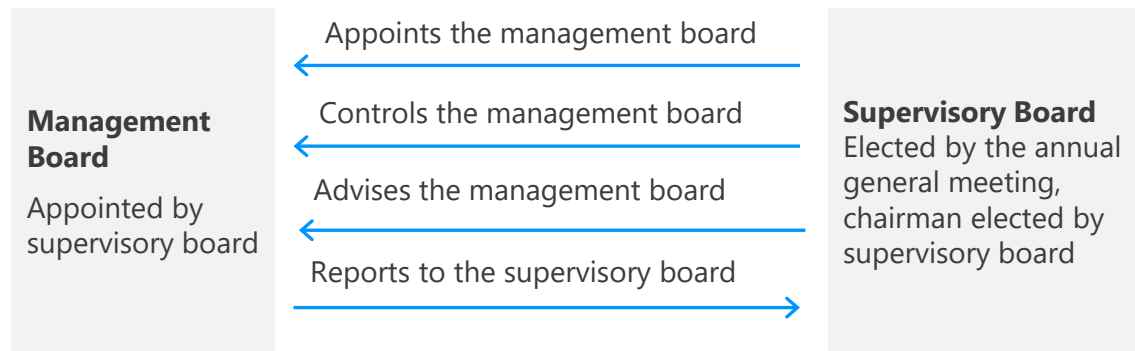 Management
Board
Appointed by
supervisory board
Appoints the management board
Controls the management board
Advises the management board
Reports to the supervisory board
Supervisory Board
Elected by the annual
general meeting,
chairman elected by
supervisory board